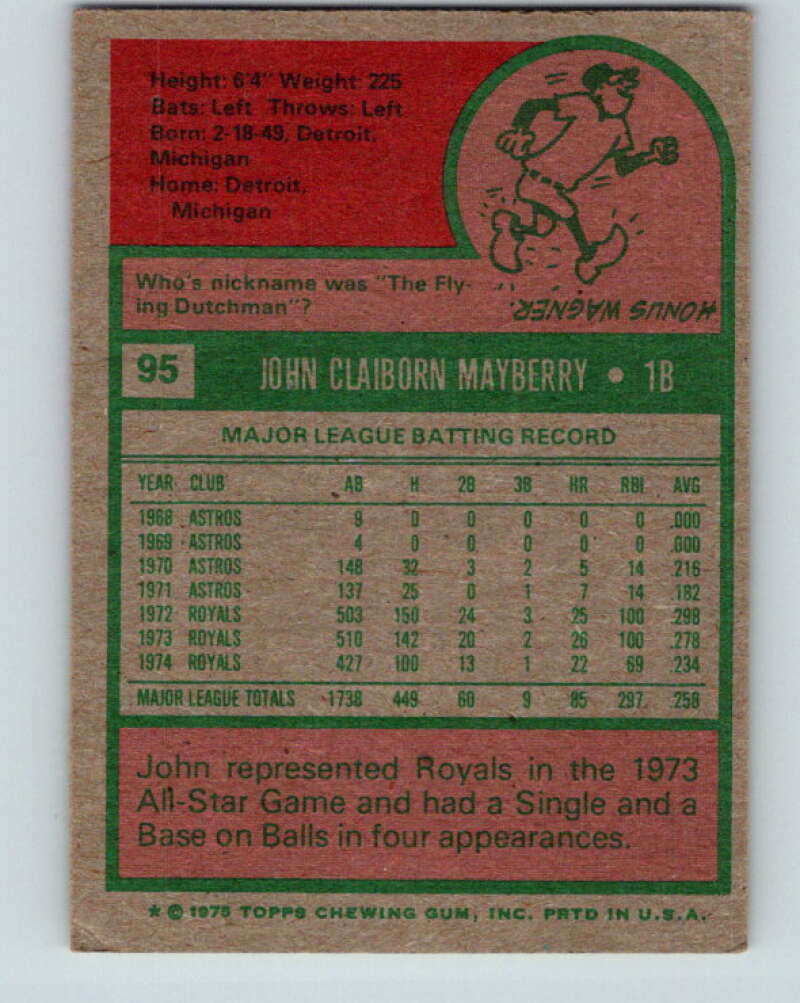 Height: 6'4" Weight: 225
Bats: Left Throws: Left
Born: 2-18-49, Detroit,
Michigan
Home: Detroit,
Michigan
Who's nickname was "The Fly-
ing Dutchman"?
HONUS WAGNER.
95 JOHN CLAIBORN MAYBERRY • 1B
MAJOR LEAGUE BATTING RECORD
YEAR CLUB AB H 2B 3B HR RBI AVG
1968 ASTROS 9 0 0 0 0 0 .000
1969 ASTROS 4 0 0 0 0 0 .000
1970 ASTROS 148 32 3 2 5 14 .216
1971 ASTROS 137 25 0 1 7 14 .182
1972 ROYALS 503 150 24 3 25 100 .298
1973 ROYALS 510 142 20 2 26 100 .278
1974 ROYALS 427 100 13 1 22 69 .234
MAJOR LEAGUE TOTALS 1738 449 60 9 85 297 .258
John represented Royals in the 1973
All-Star Game and had a Single and a
Base on Balls in four appearances.
* © 1975 TOPPS CHEWING GUM, INC. PRTD IN U.S.A.